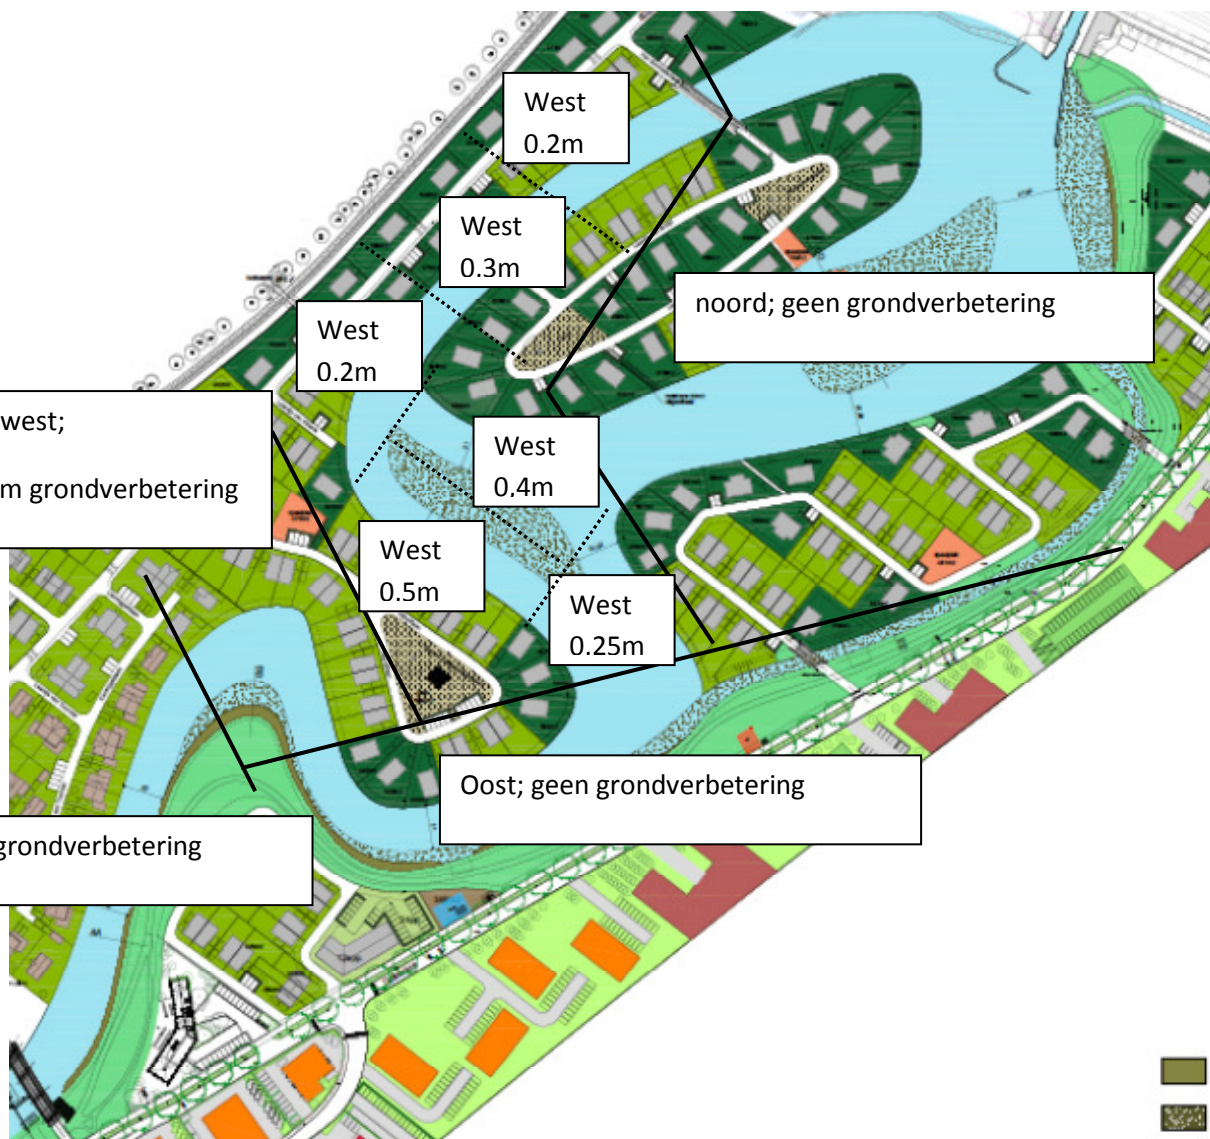 West
0.2m
West
0.3m
noord; geen grondverbetering
West
0.2m
west;
m grondverbetering
West
0.4m
West
0.5m
West
0.25m
Oost; geen grondverbetering
grondverbetering